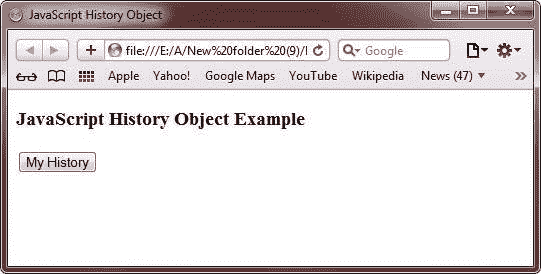 JavaScript History Object
file:///E:/A/New%20folder%20(9)/I
Google
Apple Yahoo! Google Maps YouTube Wikipedia News (47)
JavaScript History Object Example
My History